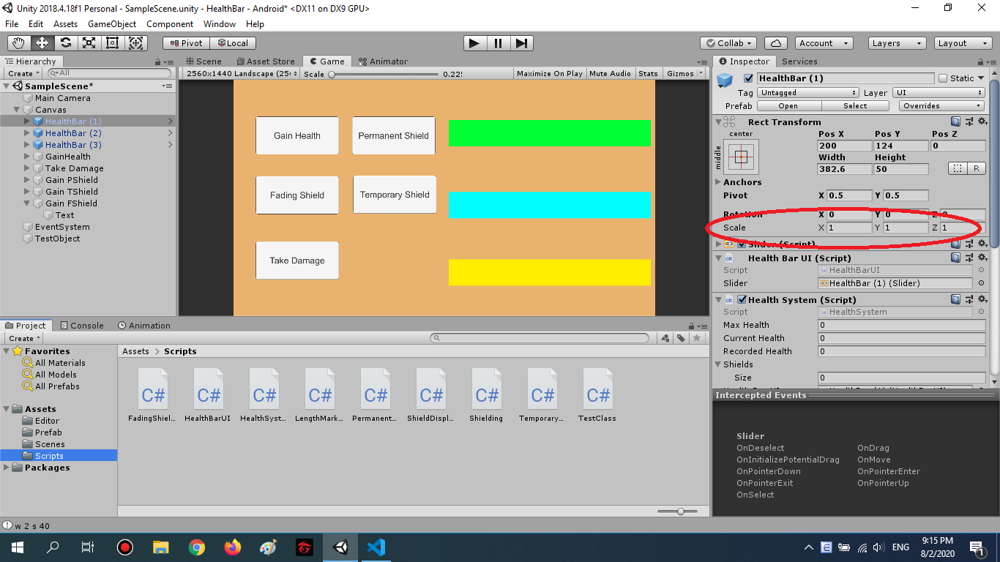 Unity 2018.4.18f1 Personal - SampleScene.unity - HealthBar - Android* <DX11 on DX9 GPU>
File Edit Assets GameObject Component Window Help
Pivot Local Collab Account Layers Layout
Hierarchy
Create All
SampleScene*
Main Camera
Canvas
HealthBar (1)
HealthBar (2)
HealthBar (3)
GainHealth
Take Damage
Gain PShield
Gain TShield
Gain FShield
Text
EventSystem
TestObject
Scene Asset Store Game Animator
2560x1440 Landscape (25 Scale 0.22 Maximize On Play Mute Audio Stats Gizmos
Gain Health Permanent Shield
Fading Shield Temporary Shield
Take Damage
Inspector Services
HealthBar (1) Static
Tag Untagged Layer UI
Prefab Open Select Overrides
Rect Transform
center
middle
Pos X Pos Y Pos Z
200 124 0
Width Height
382.6 50 R
Anchors
Pivot X 0.5 Y 0.5
Rotation X 0 Y 0 Z 0
Scale X 1 Y 1 Z 1
Slider (Script)
Health Bar UI (Script)
Script HealthBarUI
Slider HealthBar (1) (Slider)
Health System (Script)
Script HealthSystem
Max Health 0
Current Health 0
Recorded Health 0
Shields
Size 0
Health Bar UI HealthBar (1) (HealthBarUI)
Intercepted Events
Slider
OnDeselect OnDrag
OnInitializePotentialDrag OnMove
OnPointerDown OnPointerEnter
OnPointerExit OnPointerUp
OnSelect
Project Console Animation
Create
Favorites
All Materials
All Models
All Prefabs
Assets
Editor
Prefab
Scenes
Scripts
Packages
Assets > Scripts
C# C# C# C# C# C# C# C# C#
FadingShiel... HealthBarUI HealthSyst... LengthMark... Permanent... ShieldDispl... Shielding Temporary... TestClass
w 2 s 40
ENG 9:15 PM
8/2/2020
1